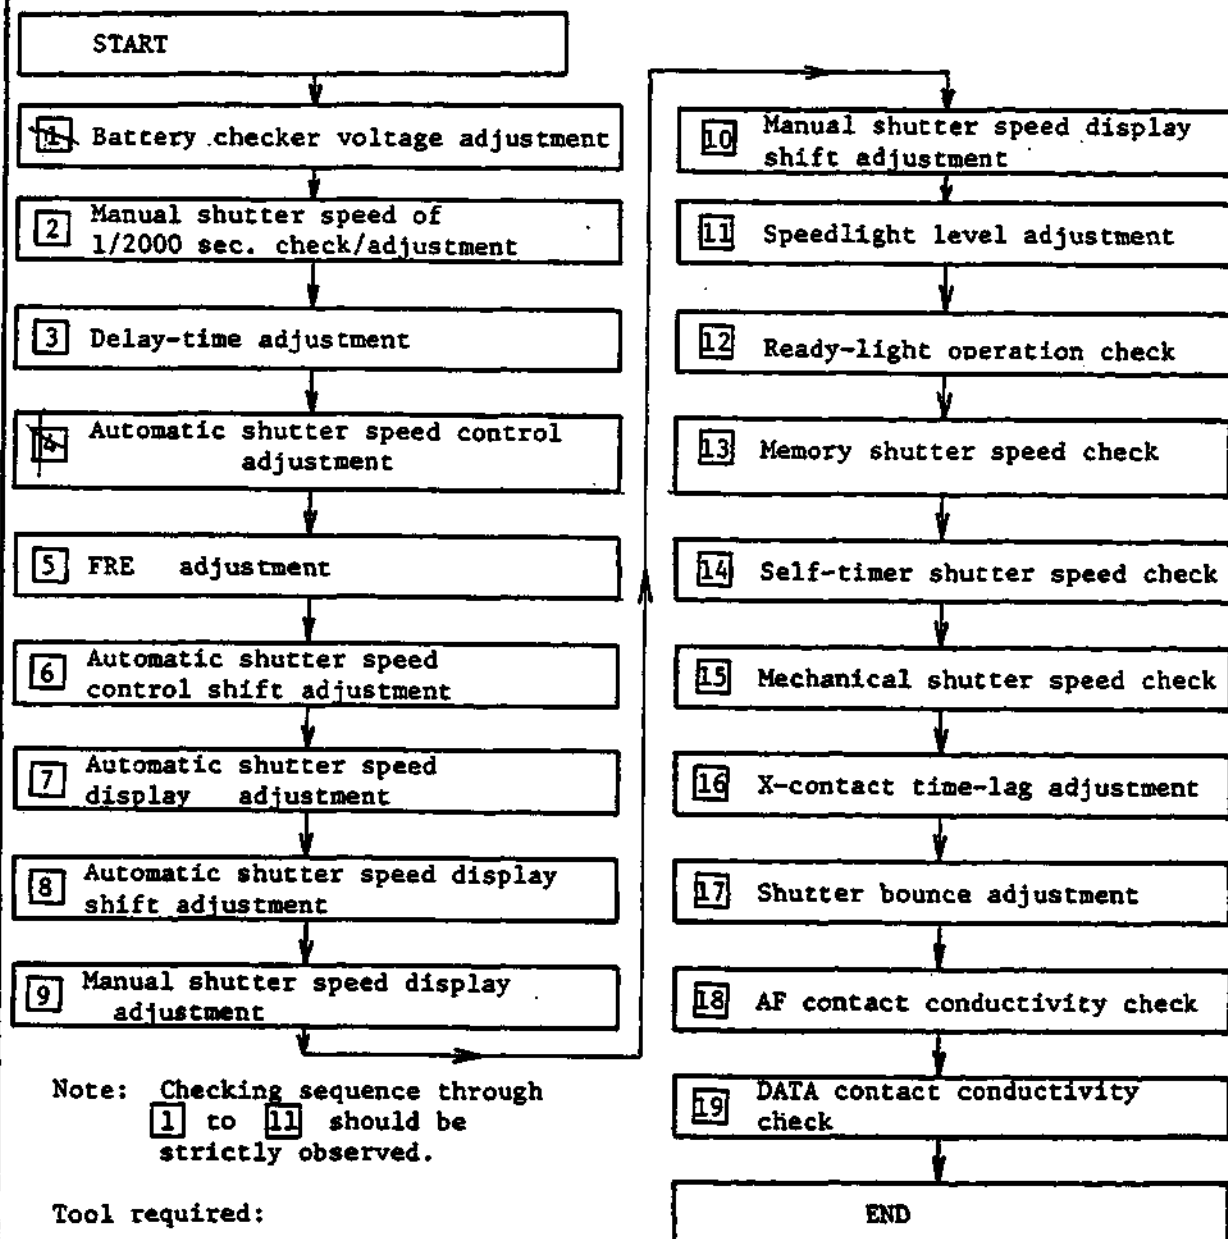 START
1 Battery checker voltage adjustment
2 Manual shutter speed of
1/2000 sec. check/adjustment
3 Delay-time adjustment
4 Automatic shutter speed control
adjustment
5 FRE adjustment
6 Automatic shutter speed
control shift adjustment
7 Automatic shutter speed
display adjustment
8 Automatic shutter speed display
shift adjustment
9 Manual shutter speed display
adjustment
Note: Checking sequence through
1 to 11 should be
strictly observed.
Tool required:
10 Manual shutter speed display
shift adjustment
11 Speedlight level adjustment
12 Ready-light operation check
13 Memory shutter speed check
14 Self-timer shutter speed check
15 Mechanical shutter speed check
16 X-contact time-lag adjustment
17 Shutter bounce adjustment
18 AF contact conductivity check
19 DATA contact conductivity
check
END